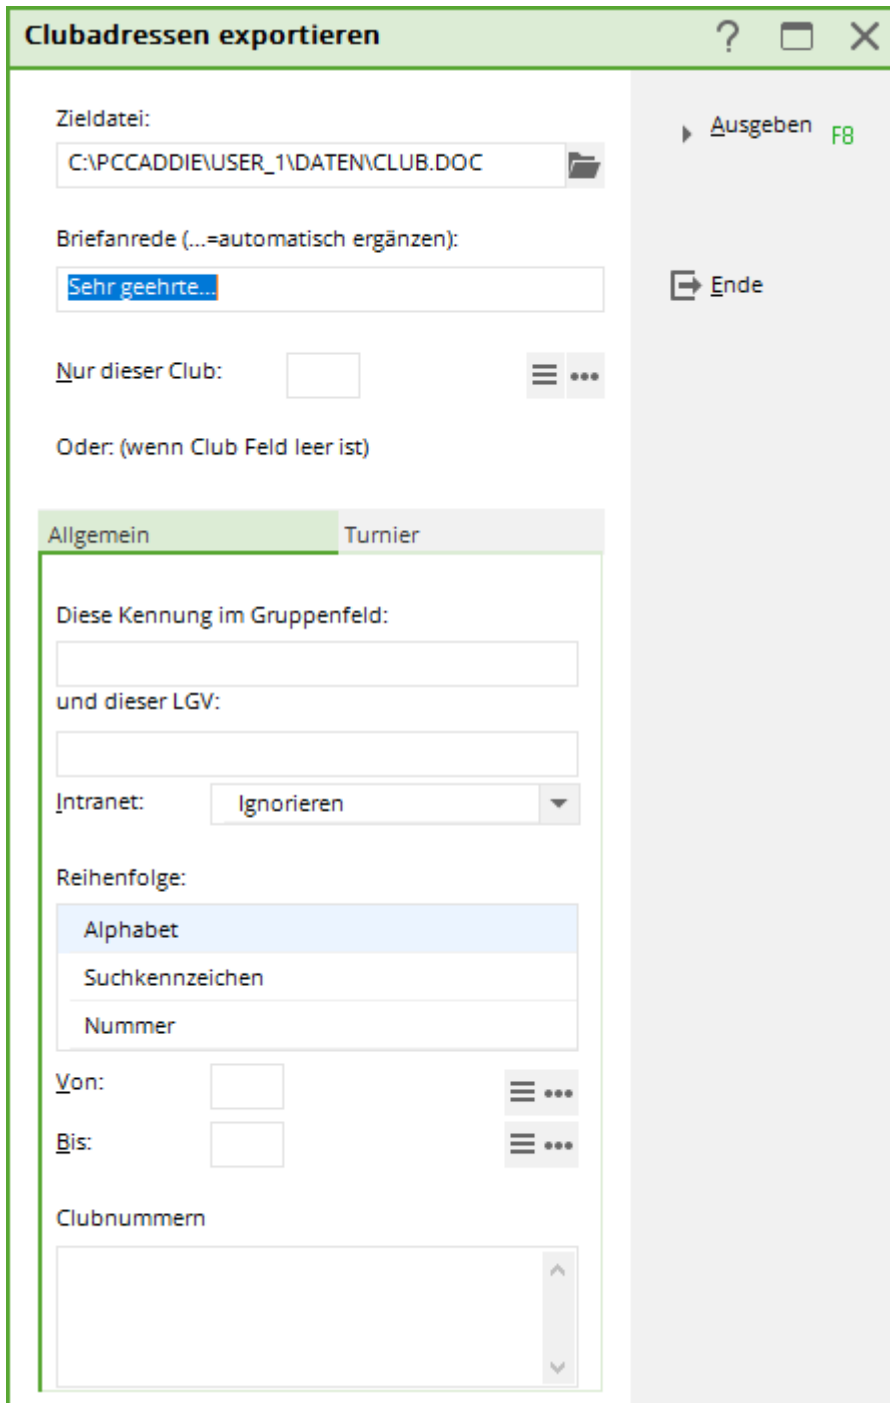 Clubadressen exportieren
Zieldatei:
Ausgeben F8
C:\PCCADDIE\USER_1\DATEN\CLUB.DOC
Briefanrede (...=automatisch ergänzen):
Sehr geehrte...
Ende
Nur dieser Club:
Oder: (wenn Club Feld leer ist)
Allgemein Turnier
Diese Kennung im Gruppenfeld:
und dieser LGV:
Intranet: Ignorieren
Reihenfolge:
Alphabet
Suchkennzeichen
Nummer
Von:
Bis:
Clubnummern